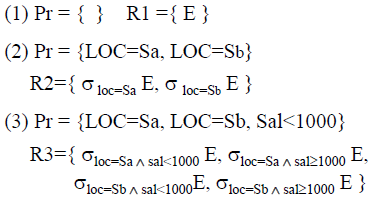 (1) Pr = { } R1 ={ E }
(2) Pr = {LOC=Sa, LOC=Sb}
R2={ σ loc=Sa E, σ loc=Sb E }
(3) Pr = {LOC=Sa, LOC=Sb, Sal<1000}
R3={ σloc=Sa ∧ sal<1000 E, σloc=Sa ∧ sal≥1000 E,
σloc=Sb ∧ sal<1000E, σloc=Sb ∧ sal≥1000 E }